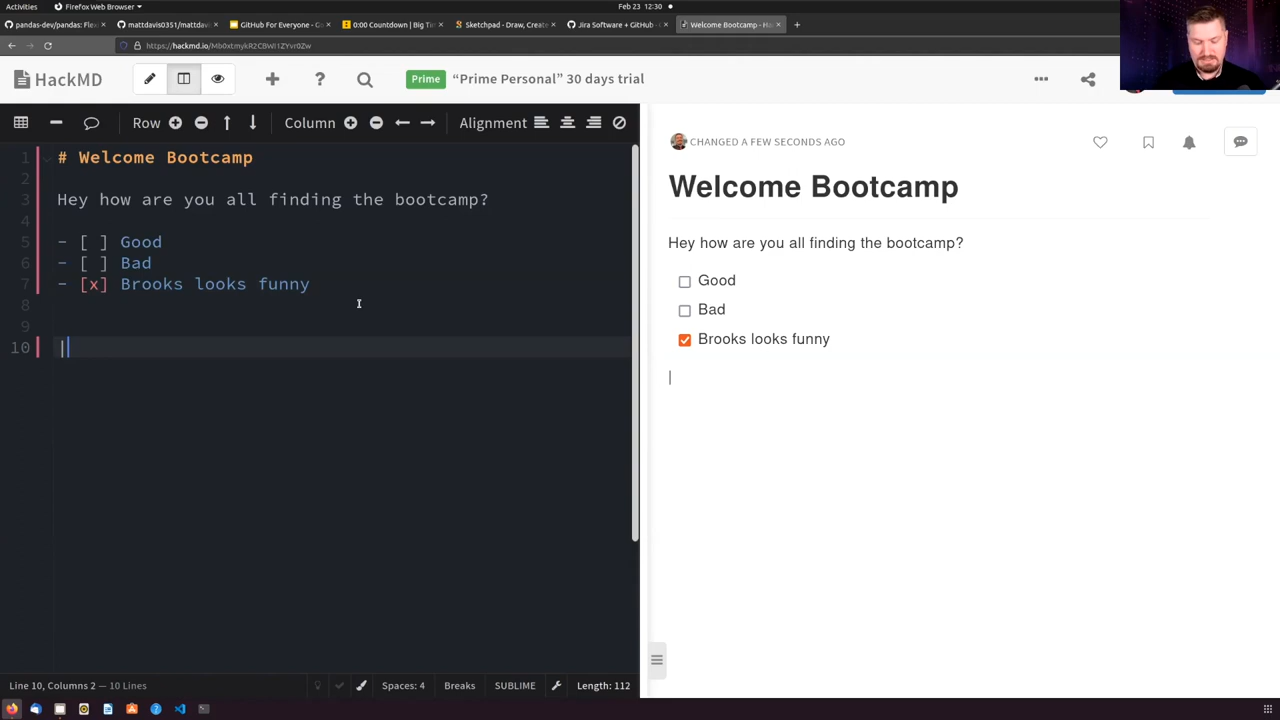 Activities Firefox Web Browser Feb 23 12:30
pandas-dev/pandas: Fle mattdavis0351/mattdav GitHub For Everyone - Go 0:00 Countdown | Big Ti Sketchpad - Draw, Create Jira Software + GitHub - Welcome Bootcamp - Ha
HackMD Prime “Prime Personal” 30 days trial
Row Column Alignment
1 # Welcome Bootcamp
2
3 Hey how are you all finding the bootcamp?
4
5 - [ ] Good
6 - [ ] Bad
7 - [x] Brooks looks funny
8
9
10 |
CHANGED A FEW SECONDS AGO
Welcome Bootcamp
Hey how are you all finding the bootcamp?
Good
Bad
Brooks looks funny
|
Line 10, Columns 2 — 10 Lines Spaces: 4 Breaks SUBLIME Length: 112